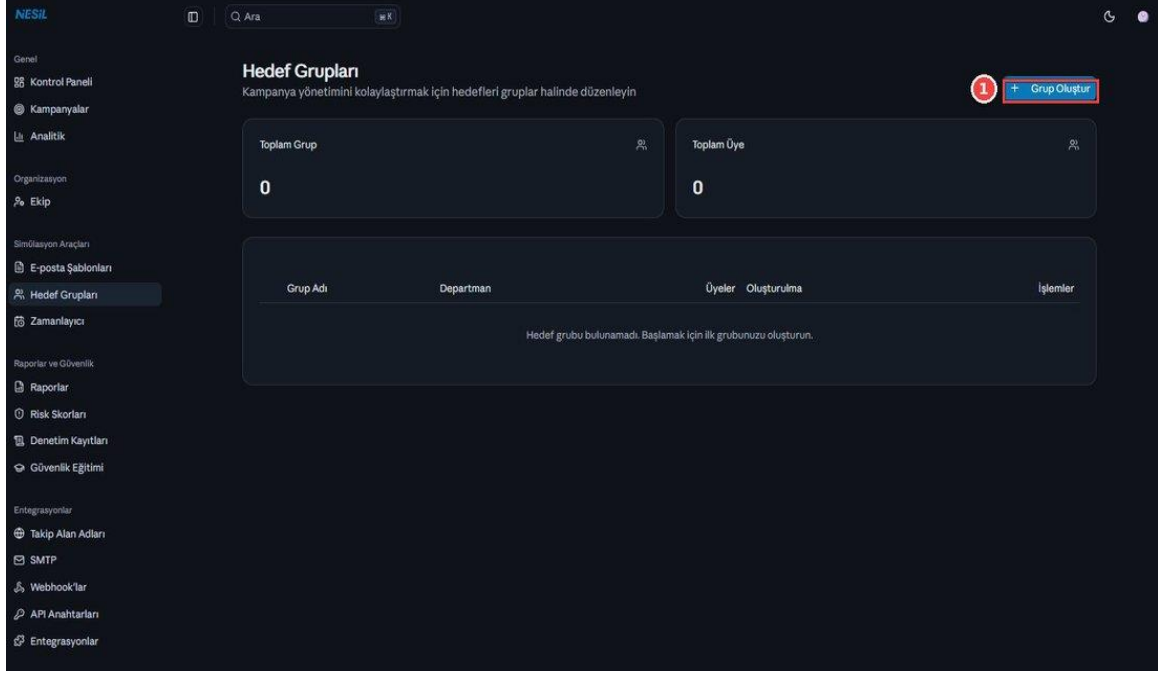 NESİL
Ara
⌘ K
Genel
Kontrol Paneli
Kampanyalar
Analitik
Organizasyon
Ekip
Simülasyon Araçları
E-posta Şablonları
Hedef Grupları
Zamanlayıcı
Raporlar ve Güvenlik
Raporlar
Risk Skorları
Denetim Kayıtları
Güvenlik Eğitimi
Entegrasyonlar
Takip Alan Adları
SMTP
Webhook'lar
API Anahtarları
Entegrasyonlar
Hedef Grupları
Kampanya yönetimini kolaylaştırmak için hedefleri gruplar halinde düzenleyin
1
+ Grup Oluştur
Toplam Grup
0
Toplam Üye
0
Grup Adı Departman Üyeler Oluşturulma İşlemler
Hedef grubu bulunamadı. Başlamak için ilk grubunuzu oluşturun.